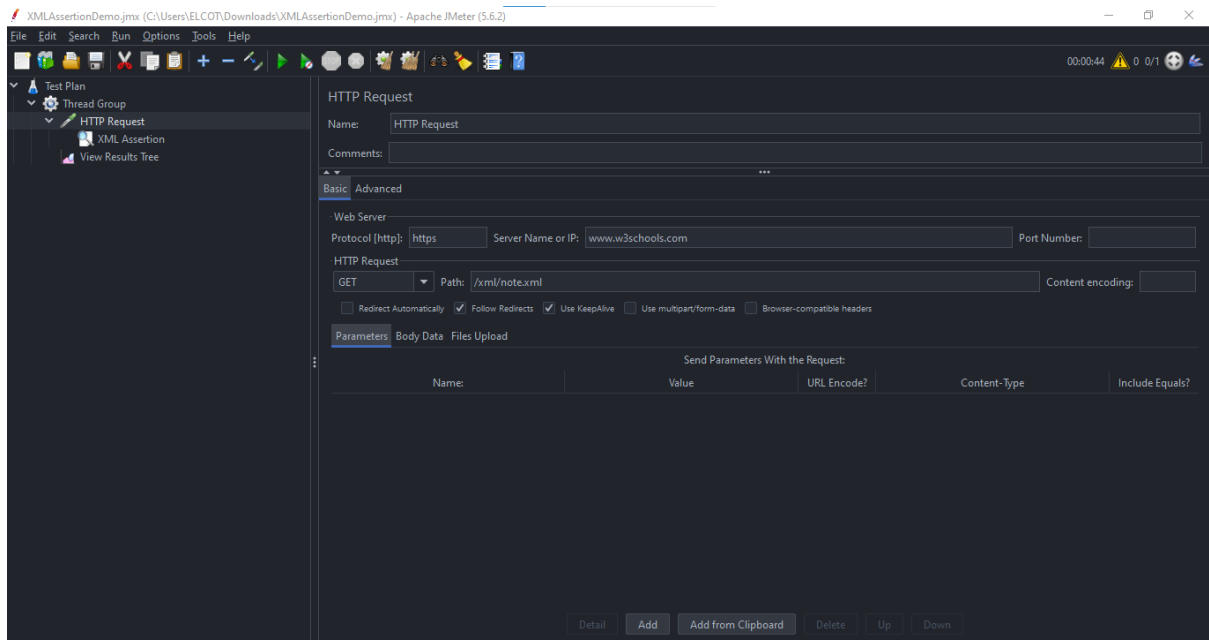 XMLAssertionDemo.jmx (C:\Users\ELCOT\Downloads\XMLAssertionDemo.jmx) - Apache JMeter (5.6.2)
File Edit Search Run Options Tools Help
00:00:44 0 0/1
Test Plan
Thread Group
HTTP Request
XML Assertion
View Results Tree
HTTP Request
Name: HTTP Request
Comments:
Basic Advanced
Web Server
Protocol [http]: https Server Name or IP: www.w3schools.com Port Number:
HTTP Request
GET Path: /xml/note.xml Content encoding:
Redirect Automatically Follow Redirects Use KeepAlive Use multipart/form-data Browser-compatible headers
Parameters Body Data Files Upload
Send Parameters With the Request:
Name: Value URL Encode? Content-Type Include Equals?
Detail Add Add from Clipboard Delete Up Down